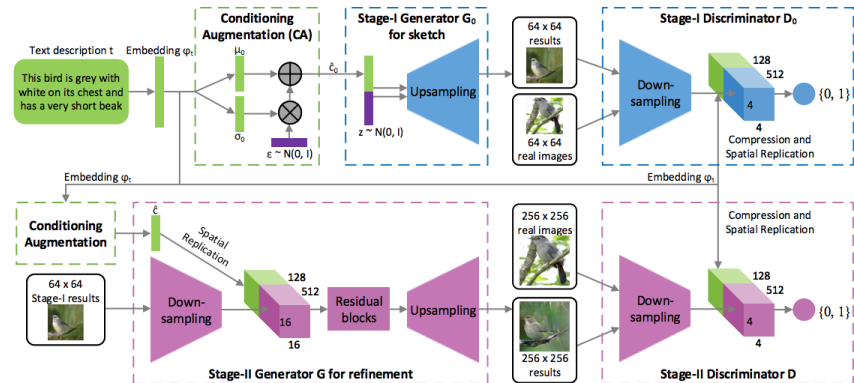 Conditioning
Augmentation (CA)
Stage-I Generator G₀
for sketch
Stage-I Discriminator D₀
Text description t
Embedding φₜ
This bird is grey with
white on its chest and
has a very short beak
μ₀
σ₀
ε ~ N(0, I)
ĉ₀
z ~ N(0, I)
Upsampling
64 x 64
results
64 x 64
real images
Down-
sampling
128
512
4
4
{0, 1}
Compression and
Spatial Replication
Embedding φₜ
Embedding φₜ
Conditioning
Augmentation
ĉ
Spatial
Replication
64 x 64
Stage-I results
Down-
sampling
128
512
16
16
Residual
blocks
Upsampling
Stage-II Generator G for refinement
256 x 256
real images
256 x 256
results
Compression and
Spatial Replication
Down-
sampling
128
512
4
4
{0, 1}
Stage-II Discriminator D